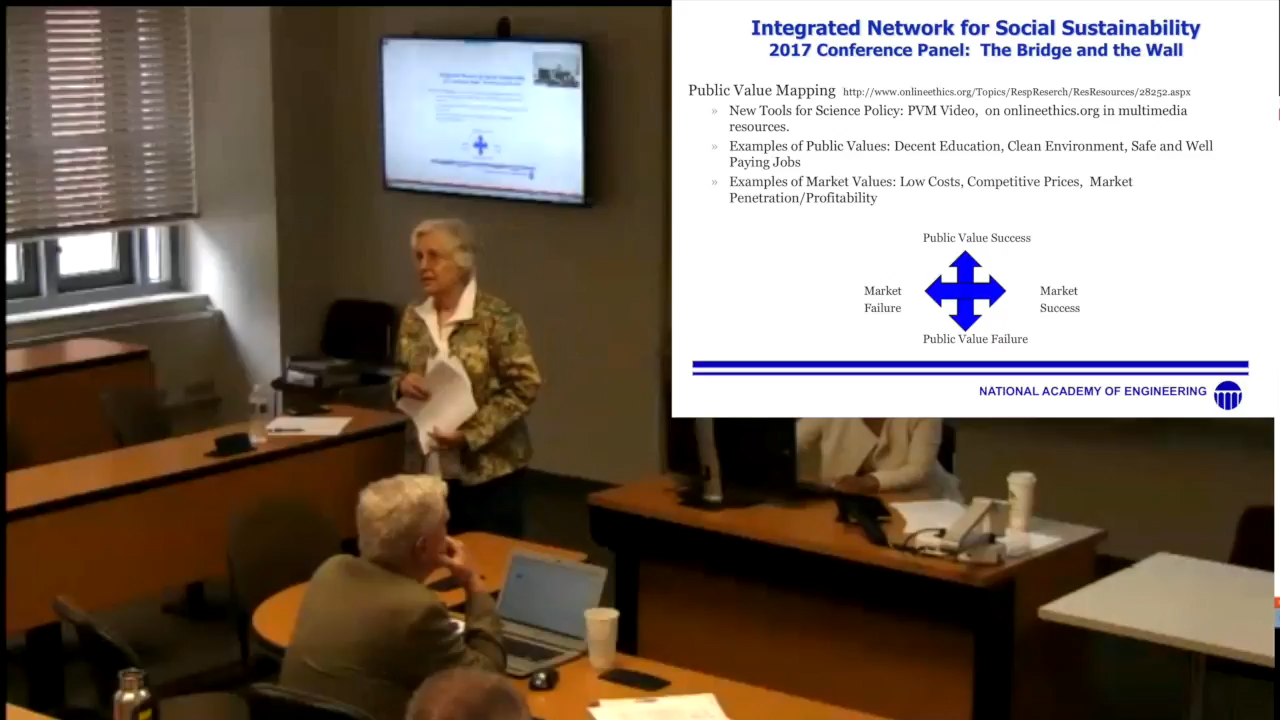 Integrated Network for Social Sustainability
2017 Conference Panel: The Bridge and the Wall
Public Value Mapping http://www.onlineethics.org/Topics/RespReserch/ResResources/28252.aspx
» New Tools for Science Policy: PVM Video, on onlineethics.org in multimedia
resources.
» Examples of Public Values: Decent Education, Clean Environment, Safe and Well
Paying Jobs
» Examples of Market Values: Low Costs, Competitive Prices, Market
Penetration/Profitability
Public Value Success
Market
Failure
Market
Success
Public Value Failure
NATIONAL ACADEMY OF ENGINEERING